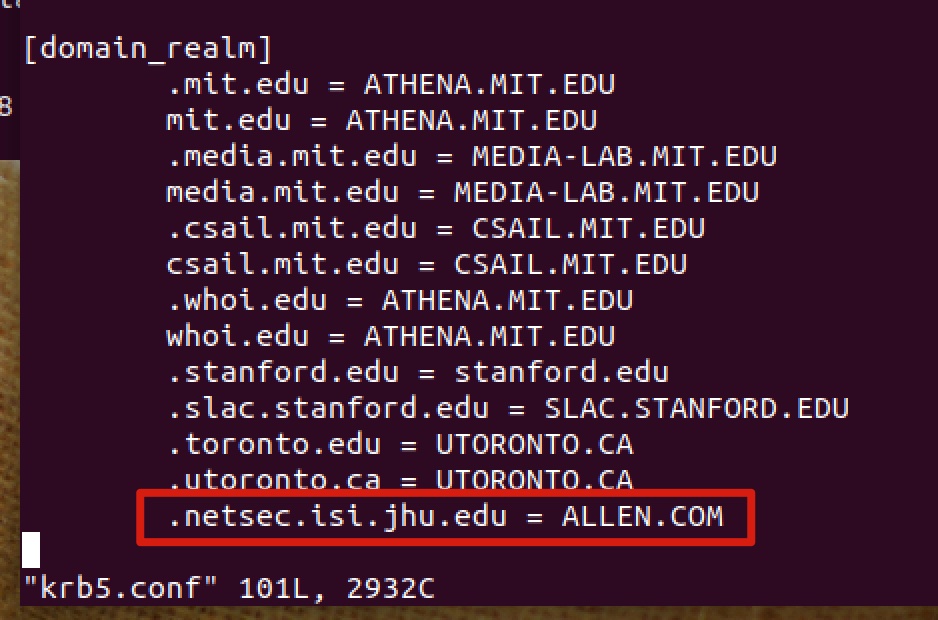 [domain_realm]
.mit.edu = ATHENA.MIT.EDU
mit.edu = ATHENA.MIT.EDU
.media.mit.edu = MEDIA-LAB.MIT.EDU
media.mit.edu = MEDIA-LAB.MIT.EDU
.csail.mit.edu = CSAIL.MIT.EDU
csail.mit.edu = CSAIL.MIT.EDU
.whoi.edu = ATHENA.MIT.EDU
whoi.edu = ATHENA.MIT.EDU
.stanford.edu = stanford.edu
.slac.stanford.edu = SLAC.STANFORD.EDU
.toronto.edu = UTORONTO.CA
.utoronto.ca = UTORONTO.CA
.netsec.isi.jhu.edu = ALLEN.COM
"krb5.conf" 101L, 2932C